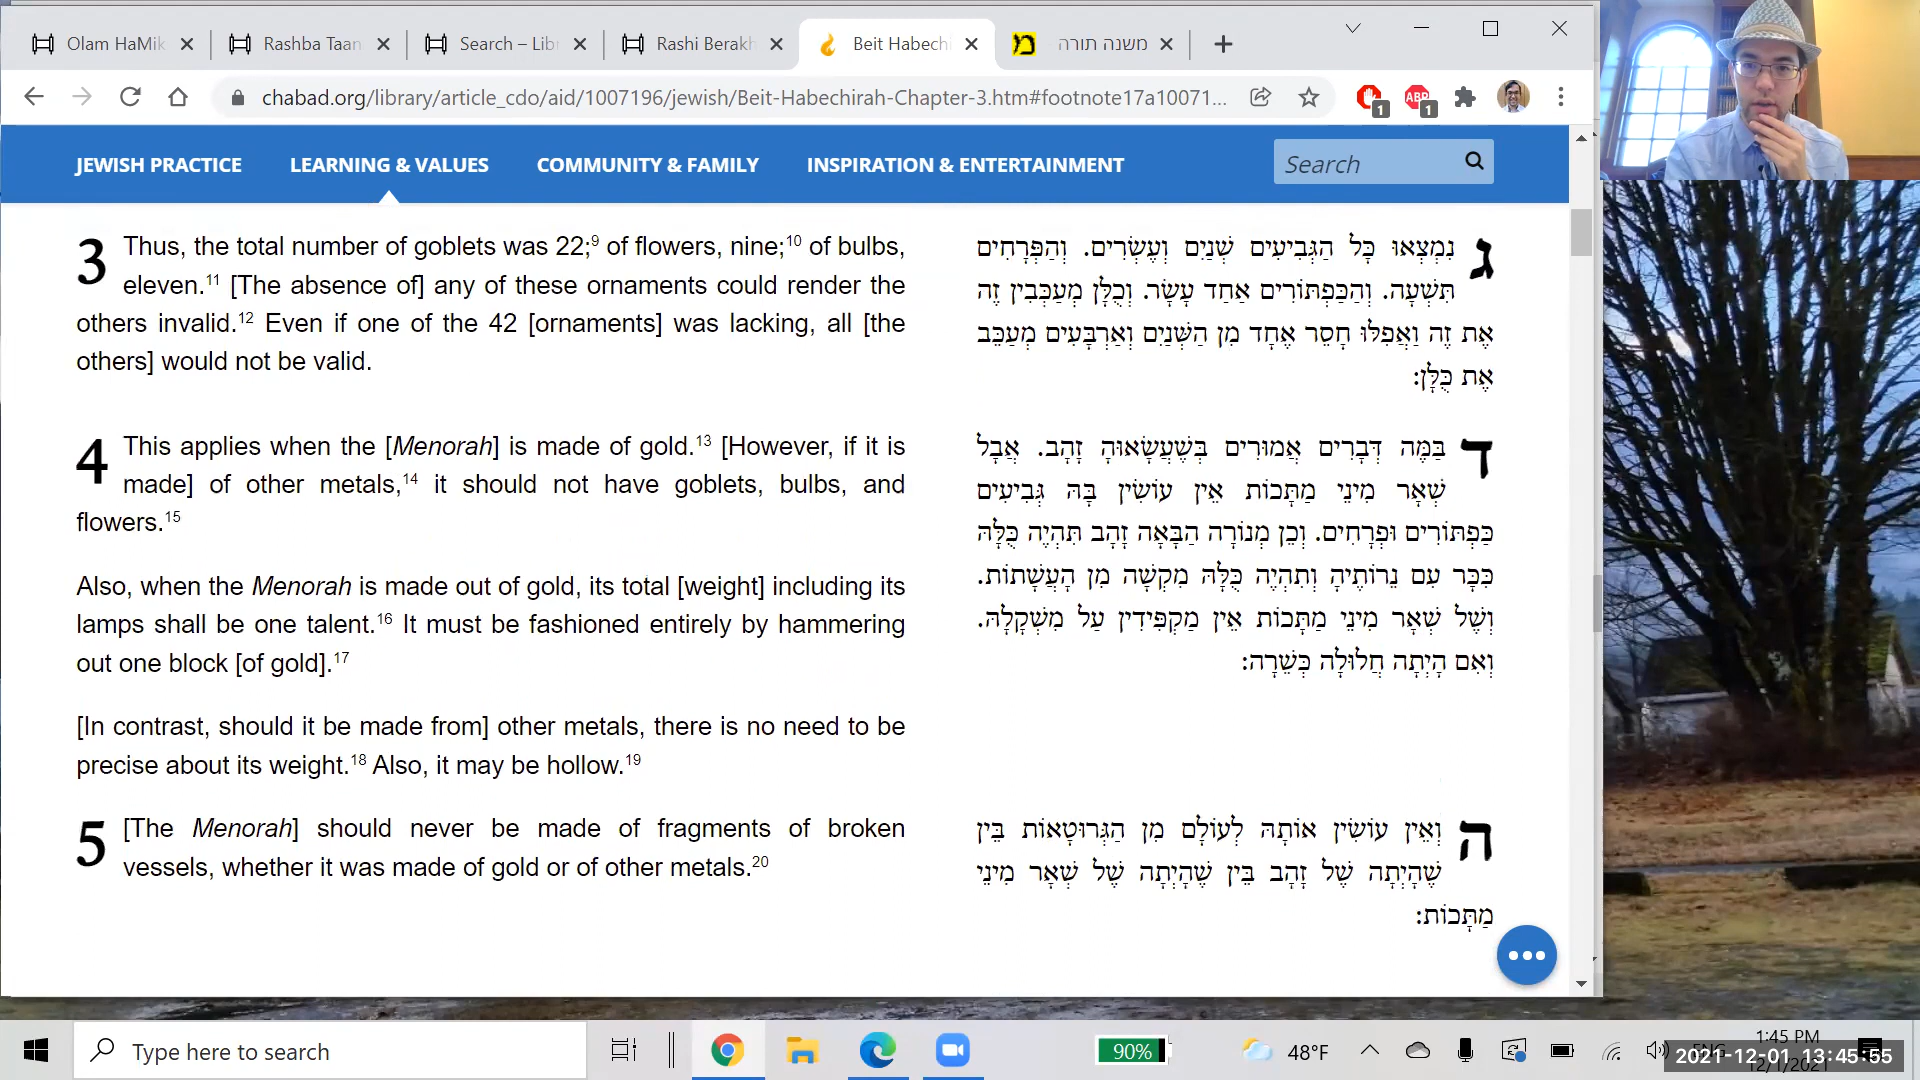 Olam HaMik
Rashba Taan
Search – Lib
Rashi Berakh
Beit Habech
משנה תורה
chabad.org/library/article_cdo/aid/1007196/jewish/Beit-Habechirah-Chapter-3.htm#footnote17a10071...
1
ABP 1
JEWISH PRACTICE LEARNING & VALUES COMMUNITY & FAMILY INSPIRATION & ENTERTAINMENT Search
3 Thus, the total number of goblets was 22;9 of flowers, nine;10 of bulbs,
eleven.11 [The absence of] any of these ornaments could render the
others invalid.12 Even if one of the 42 [ornaments] was lacking, all [the
others] would not be valid.
ג נִמְצְאוּ כָּל הַגְּבִיעִים שְׁנַיִם וְעֶשְׂרִים. וְהַפְּרָחִים
תִּשְׁעָה. וְהַכַּפְתּוֹרִים אַחַד עָשָׂר. וְכֻלָּן מְעַכְּבִין זֶה
אֶת זֶה וַאֲפִלּוּ חָסֵר אֶחָד מִן הַשְּׁנַיִם וְאַרְבָּעִים מְעַכֵּב
אֶת כֻּלָּן:
4 This applies when the [Menorah] is made of gold.13 [However, if it is
made] of other metals,14 it should not have goblets, bulbs, and
flowers.15
Also, when the Menorah is made out of gold, its total [weight] including its
lamps shall be one talent.16 It must be fashioned entirely by hammering
out one block [of gold].17
[In contrast, should it be made from] other metals, there is no need to be
precise about its weight.18 Also, it may be hollow.19
ד בַּמֶּה דְּבָרִים אֲמוּרִים בְּשֶׁעֲשָׂאוּהָ זָהָב. אֲבָל
שְׁאָר מִינֵי מַתָּכוֹת אֵין עוֹשִׂין בָּהּ גְּבִיעִים
כַּפְתּוֹרִים וּפְרָחִים. וְכֵן מְנוֹרָה הַבָּאָה זָהָב תִּהְיֶה כֻּלָּהּ
כִּכָּר עִם נֵרוֹתֶיהָ וְתִהְיֶה כֻּלָּהּ מִקְשָׁה מִן הָעֲשָׁתוֹת.
וְשֶׁל שְׁאָר מִינֵי מַתָּכוֹת אֵין מַקְפִּידִין עַל מִשְׁקָלָהּ.
וְאִם הָיְתָה חֲלוּלָה כְּשֵׁרָה:
5 [The Menorah] should never be made of fragments of broken
vessels, whether it was made of gold or of other metals.20
ה וְאֵין עוֹשִׂין אוֹתָהּ לְעוֹלָם מִן הַגְּרוּטָאוֹת בֵּין
שֶׁהָיְתָה שֶׁל זָהָב בֵּין שֶׁהָיְתָה שֶׁל שְׁאָר מִינֵי
מַתָּכוֹת:
Type here to search
90%
48°F
ENG
1:45 PM
12/1/2021
2021-12-01 13:45:55